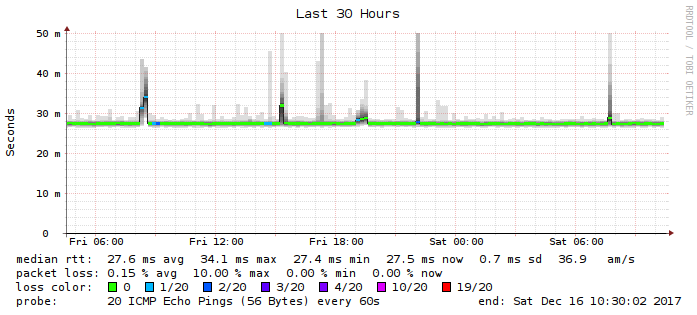 Last 30 Hours
RRDTOOL / TOBI OETIKER
Seconds
50 m
40 m
30 m
20 m
10 m
0
Fri 06:00 Fri 12:00 Fri 18:00 Sat 00:00 Sat 06:00
median rtt: 27.6 ms avg 34.1 ms max 27.4 ms min 27.5 ms now 0.7 ms sd 36.9 am/s
packet loss: 0.15 % avg 10.00 % max 0.00 % min 0.00 % now
loss color: 0 1/20 2/20 3/20 4/20 10/20 19/20
probe: 20 ICMP Echo Pings (56 Bytes) every 60s end: Sat Dec 16 10:30:02 2017